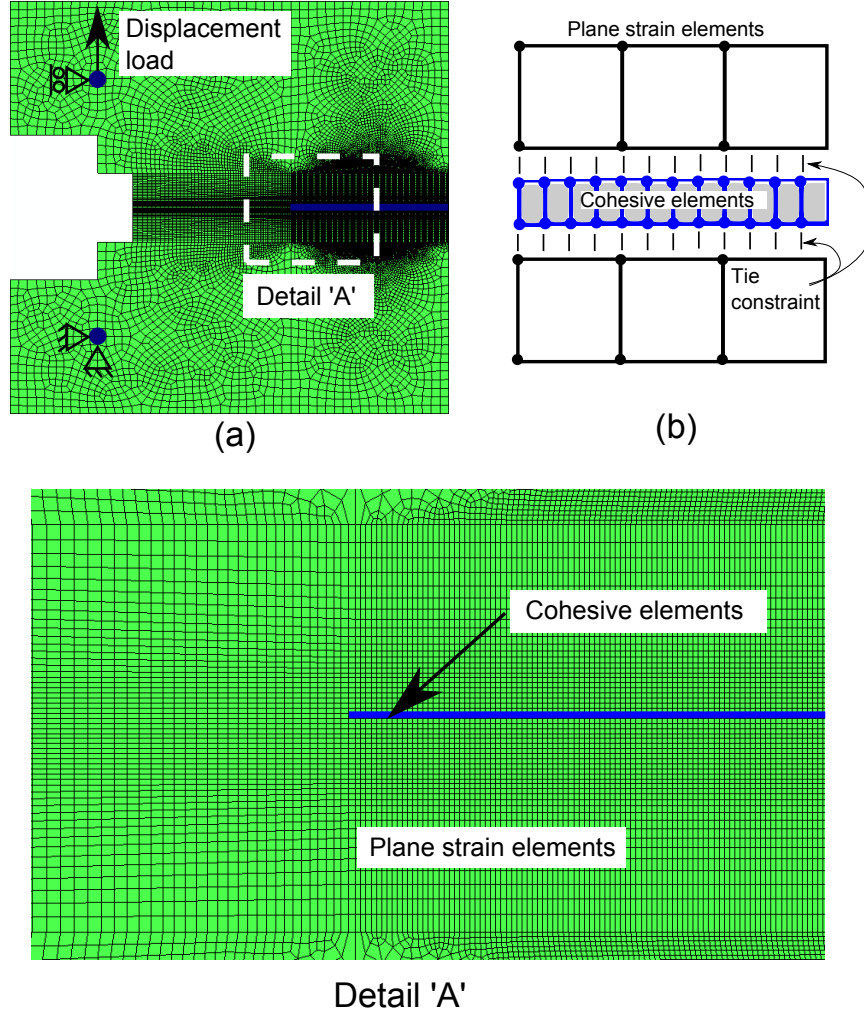 Displacement
load
Detail 'A'
(a)
Plane strain elements
Cohesive elements
Tie
constraint
(b)
Cohesive elements
Plane strain elements
Detail 'A'